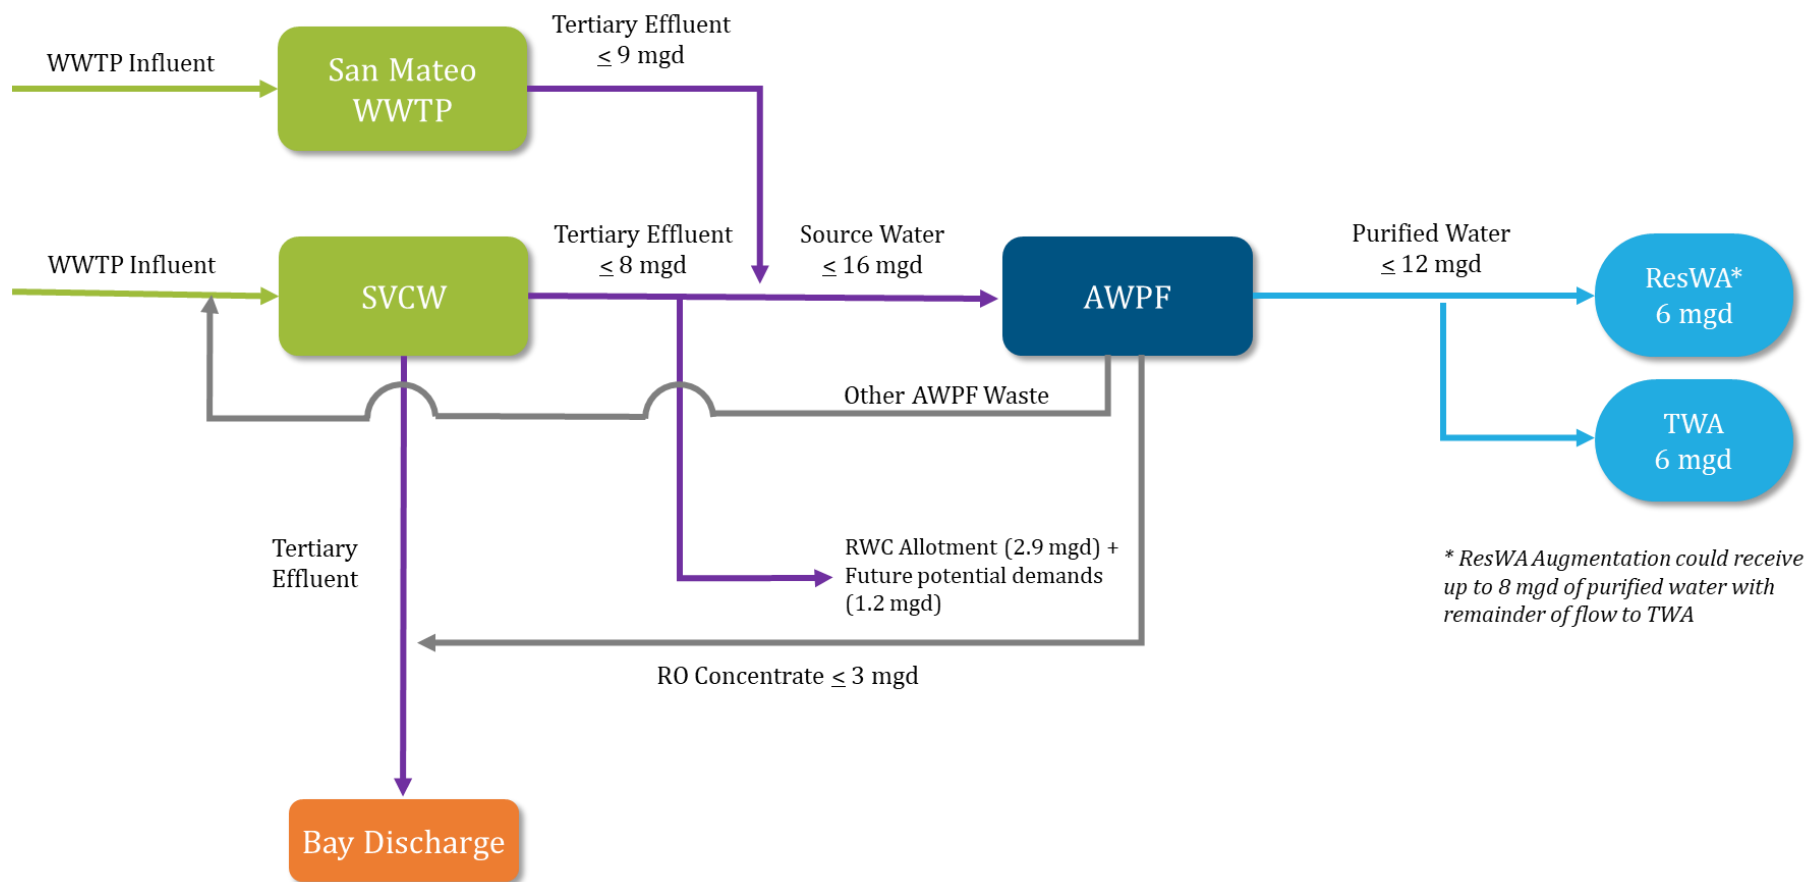 WWTP Influent
San Mateo
WWTP
Tertiary Effluent
≤ 9 mgd
WWTP Influent
SVCW
Tertiary Effluent
≤ 8 mgd
Source Water
≤ 16 mgd
AWPF
Purified Water
≤ 12 mgd
ResWA*
6 mgd
TWA
6 mgd
Other AWPF Waste
Tertiary
Effluent
RWC Allotment (2.9 mgd) +
Future potential demands
(1.2 mgd)
* ResWA Augmentation could receive
up to 8 mgd of purified water with
remainder of flow to TWA
RO Concentrate ≤ 3 mgd
Bay Discharge